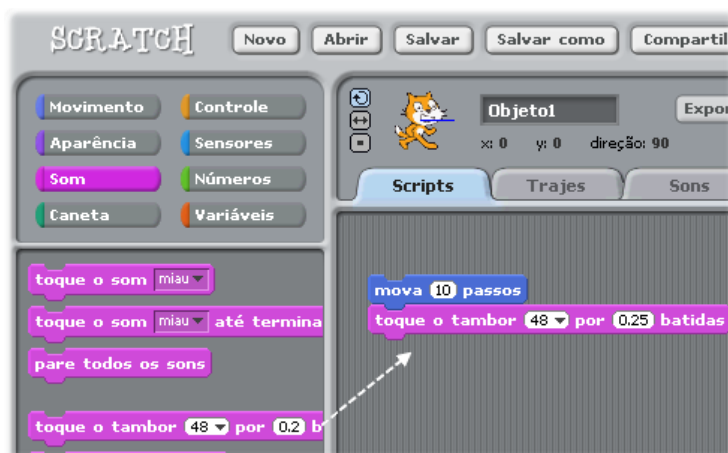 SCRATCH Novo Abrir Salvar Salvar como Compartil
Movimento Controle
Aparência Sensores
Som Números
Caneta Variáveis
Objeto1 Expor
x: 0 y: 0 direção: 90
Scripts Trajes Sons
toque o som miau
toque o som miau até termina
pare todos os sons
toque o tambor 48 por 0.2 b
mova 10 passos
toque o tambor 48 por 0.25 batidas